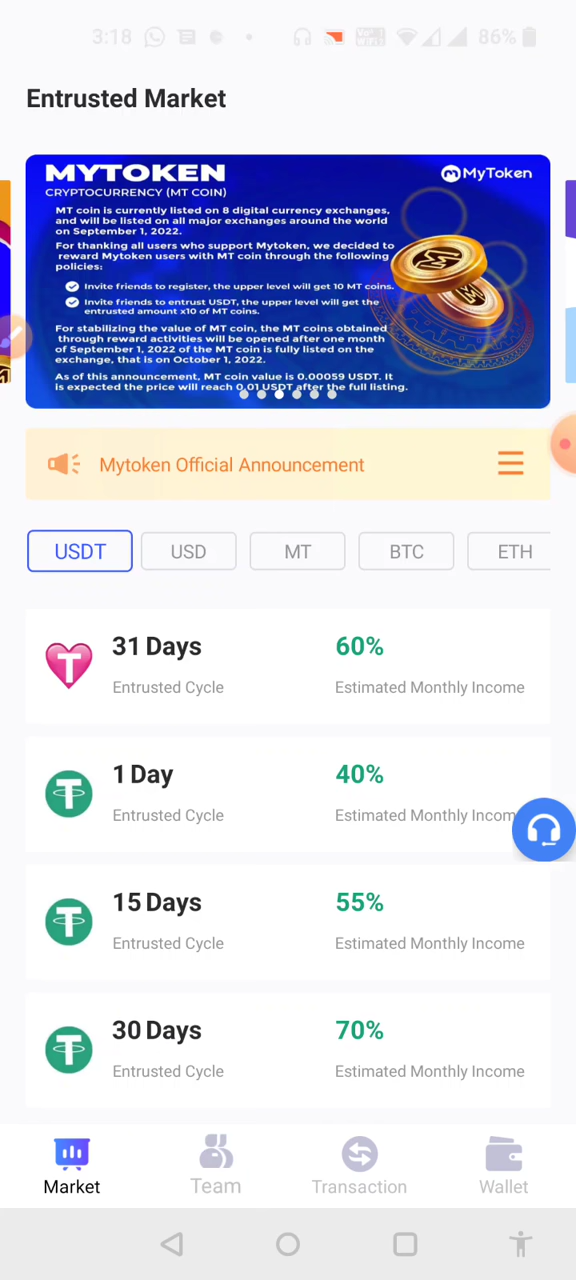 3:18
86%
Entrusted Market
MYTOKEN
MyToken
CRYPTOCURRENCY (MT COIN)
MT coin is currently listed on 8 digital currency exchanges,
and will be listed on all major exchanges around the world
on September 1, 2022.
For thanking all users who support Mytoken, we decided to
reward Mytoken users with MT coin through the following
policies:
Invite friends to register, the upper level will get 10 MT coins.
Invite friends to entrust USDT, the upper level will get the
entrusted amount x10 of MT coins.
For stabilizing the value of MT coin, the MT coins obtained
through reward activities will be opened after one month
of September 1, 2022 of the MT coin is fully listed on the
exchange, that is on October 1, 2022.
As of this announcement, MT coin value is 0.00059 USDT. It
is expected the price will reach 0.01 USDT after the full listing.
Mytoken Official Announcement
USDT USD MT BTC ETH
31 Days 60%
Entrusted Cycle Estimated Monthly Income
1 Day 40%
Entrusted Cycle Estimated Monthly Incom
15 Days 55%
Entrusted Cycle Estimated Monthly Income
30 Days 70%
Entrusted Cycle Estimated Monthly Income
Market Team Transaction Wallet